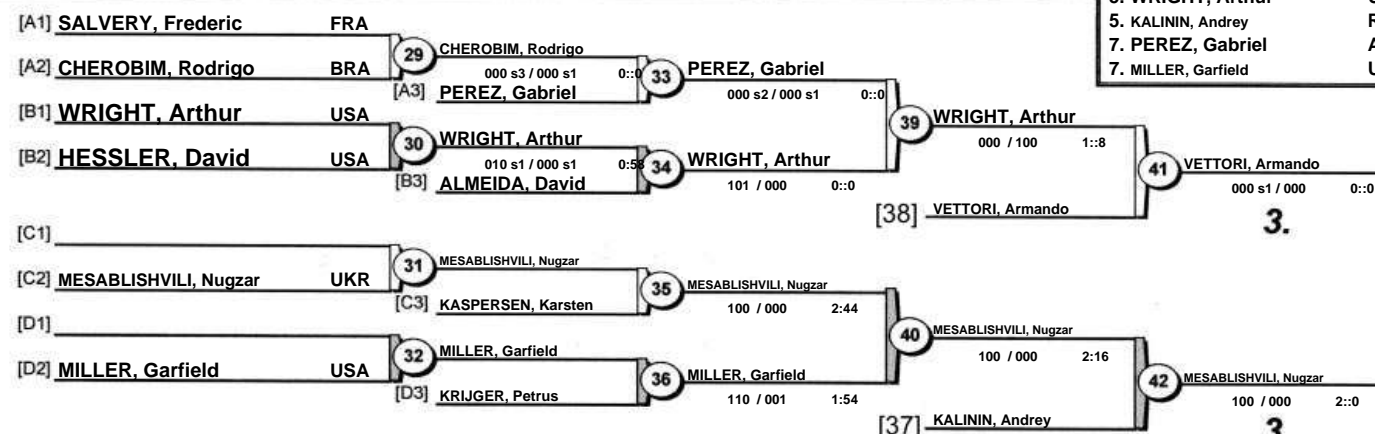 5. WRIGHT, Arthur
5. KALININ, Andrey R
7. PEREZ, Gabriel A
7. MILLER, Garfield U
[A1] SALVERY, Frederic FRA
[A2] CHEROBIM, Rodrigo BRA
29
CHEROBIM, Rodrigo
000 s3 / 000 s1 0::0
[A3] PEREZ, Gabriel
33
PEREZ, Gabriel
000 s2 / 000 s1 0::0
[B1] WRIGHT, Arthur USA
[B2] HESSLER, David USA
30
WRIGHT, Arthur
010 s1 / 000 s1 0:58
[B3] ALMEIDA, David
34
WRIGHT, Arthur
101 / 000 0::0
39
WRIGHT, Arthur
000 / 100 1::8
[38] VETTORI, Armando
41
VETTORI, Armando
000 s1 / 000 0::0
3.
[C1]
[C2] MESABLISHVILI, Nugzar UKR
31
MESABLISHVILI, Nugzar
[C3] KASPERSEN, Karsten
35
MESABLISHVILI, Nugzar
100 / 000 2:44
[D1]
[D2] MILLER, Garfield USA
32
MILLER, Garfield
[D3] KRIJGER, Petrus
36
MILLER, Garfield
110 / 001 1:54
40
MESABLISHVILI, Nugzar
100 / 000 2:16
[37] KALININ, Andrey
42
MESABLISHVILI, Nugzar
100 / 000 2::0
3